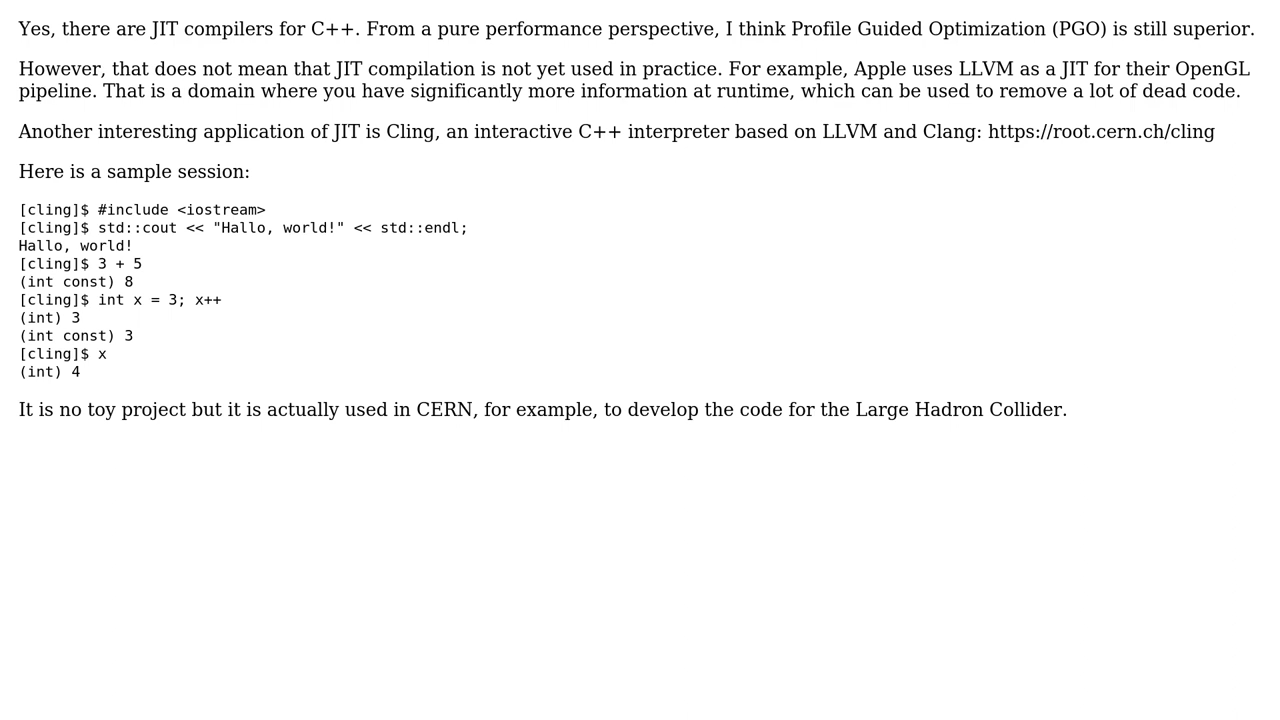 Yes, there are JIT compilers for C++. From a pure performance perspective, I think Profile Guided Optimization (PGO) is still superior.
However, that does not mean that JIT compilation is not yet used in practice. For example, Apple uses LLVM as a JIT for their OpenGL
pipeline. That is a domain where you have significantly more information at runtime, which can be used to remove a lot of dead code.
Another interesting application of JIT is Cling, an interactive C++ interpreter based on LLVM and Clang: https://root.cern.ch/cling
Here is a sample session:
[cling]$ #include <iostream>
[cling]$ std::cout << "Hallo, world!" << std::endl;
Hallo, world!
[cling]$ 3 + 5
(int const) 8
[cling]$ int x = 3; x++
(int) 3
(int const) 3
[cling]$ x
(int) 4
It is no toy project but it is actually used in CERN, for example, to develop the code for the Large Hadron Collider.